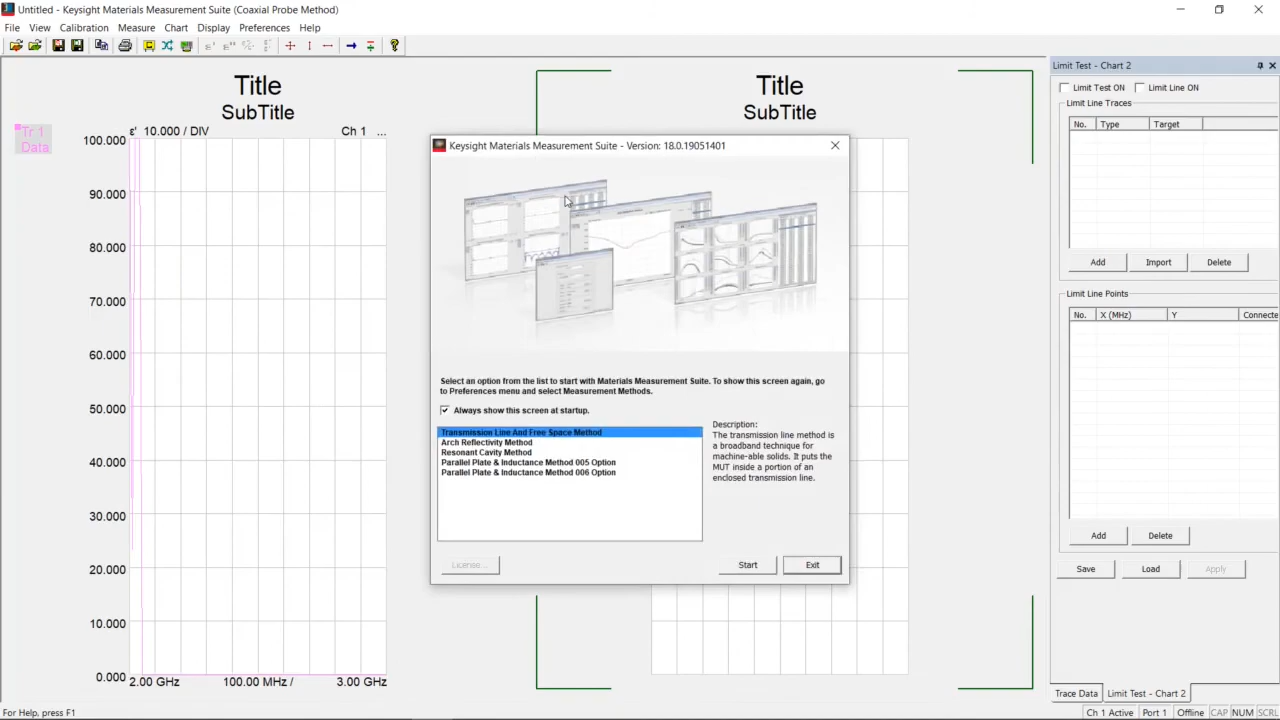 Untitled - Keysight Materials Measurement Suite (Coaxial Probe Method)
File View Calibration Measure Chart Display Preferences Help
Title
SubTitle
Tr 1
Data
ε' 10.000 / DIV
Ch 1 ...
100.000
90.000
80.000
70.000
60.000
50.000
40.000
30.000
20.000
10.000
0.000
2.00 GHz 100.00 MHz / 3.00 GHz
Title
SubTitle
Keysight Materials Measurement Suite - Version: 18.0.19051401
Select an option from the list to start with Materials Measurement Suite. To show this screen again, go
to Preferences menu and select Measurement Methods.
Always show this screen at startup.
Transmission Line And Free Space Method
Arch Reflectivity Method
Resonant Cavity Method
Parallel Plate & Inductance Method 005 Option
Parallel Plate & Inductance Method 006 Option
Description:
The transmission line method is
a broadband technique for
machine-able solids. It puts the
MUT inside a portion of an
enclosed transmission line.
License...
Start
Exit
Limit Test - Chart 2
Limit Test ON Limit Line ON
Limit Line Traces
No. Type Target
Add Import Delete
Limit Line Points
No. X (MHz) Y Connecte
Add Delete
Save Load Apply
Trace Data Limit Test - Chart 2
For Help, press F1
Ch 1 Active Port 1 Offline CAP NUM SCRL